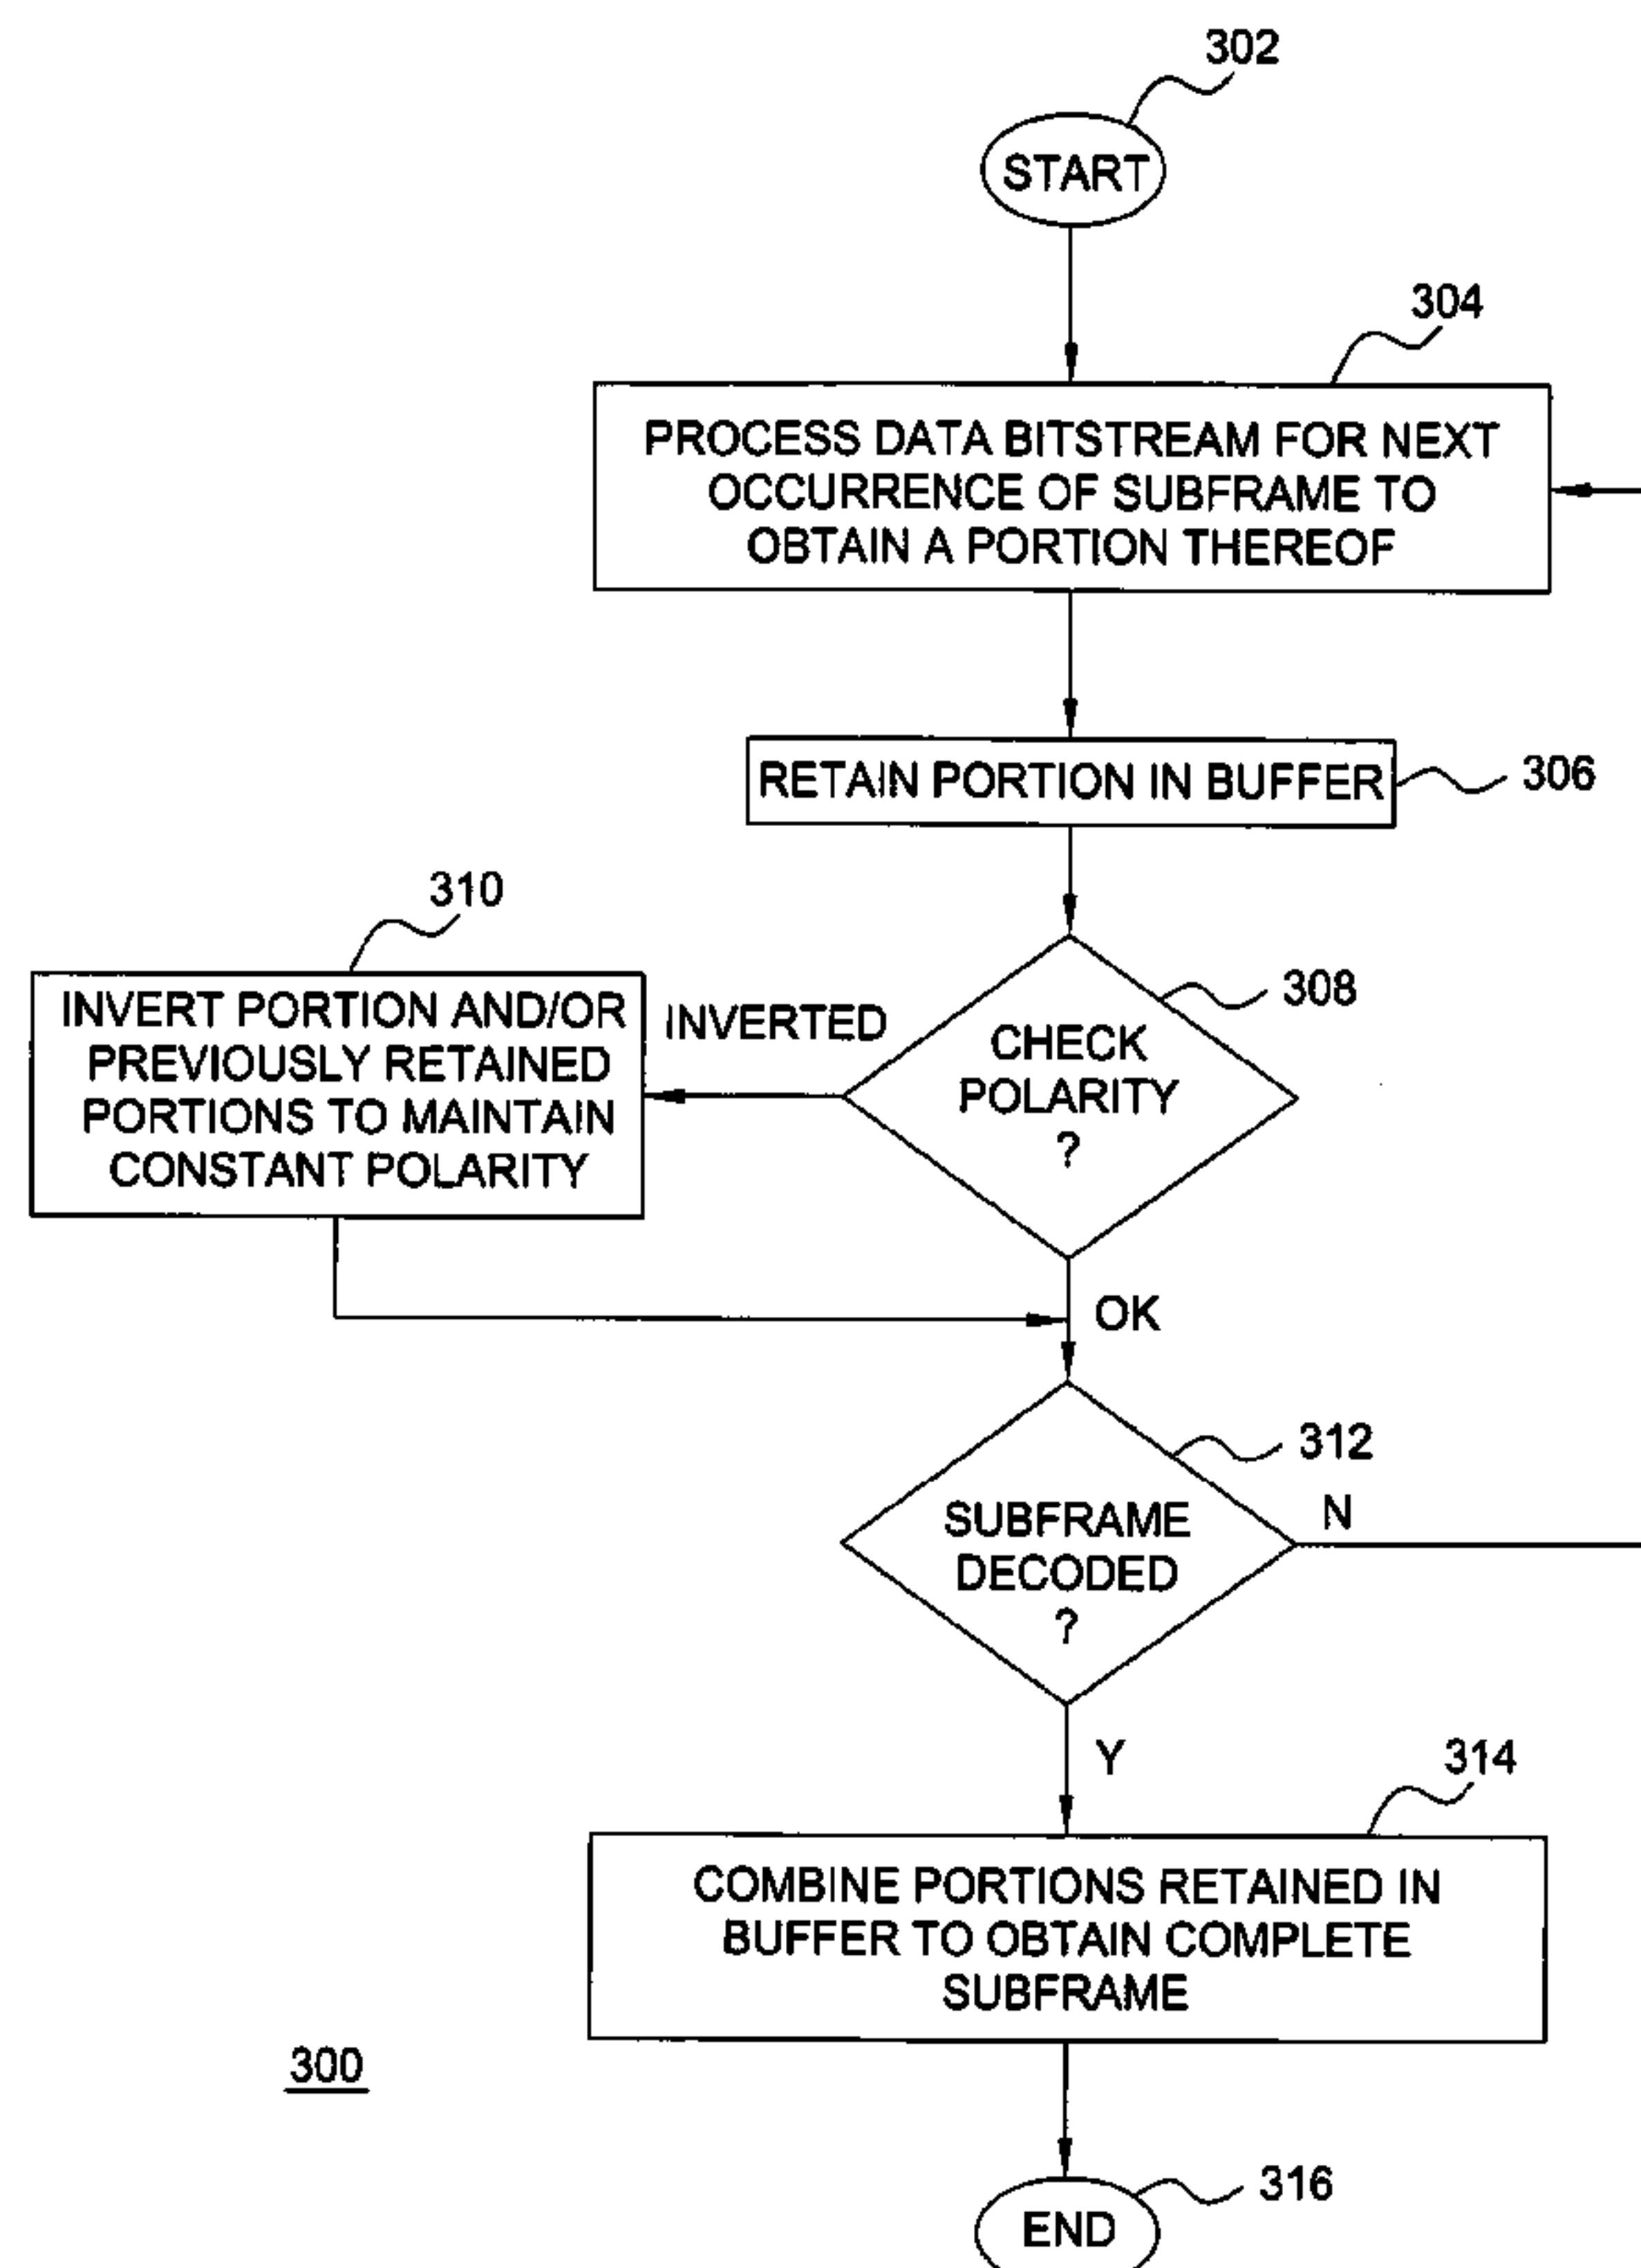 302
START
304
PROCESS DATA BITSTREAM FOR NEXT
OCCURRENCE OF SUBFRAME TO
OBTAIN A PORTION THEREOF
RETAIN PORTION IN BUFFER
306
310
INVERT PORTION AND/OR
PREVIOUSLY RETAINED
PORTIONS TO MAINTAIN
CONSTANT POLARITY
INVERTED
308
CHECK
POLARITY
?
OK
312
SUBFRAME
DECODED
?
N
Y
314
COMBINE PORTIONS RETAINED IN
BUFFER TO OBTAIN COMPLETE
SUBFRAME
300
316
END